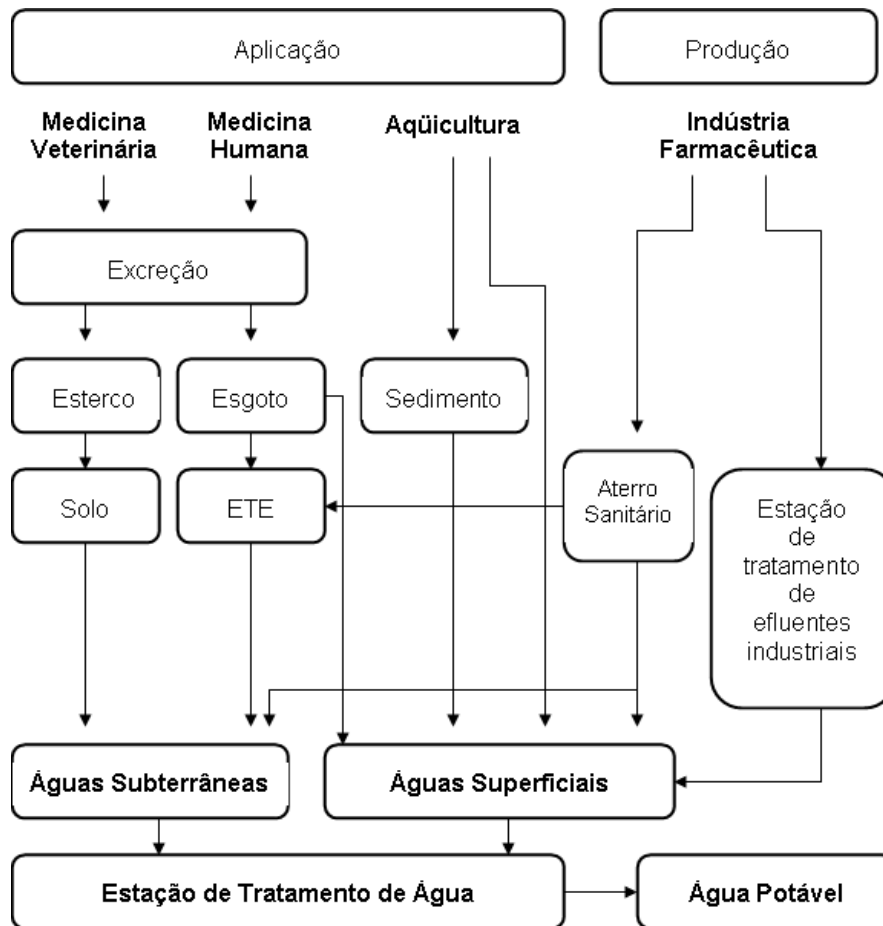 Aplicação
Produção
Medicina
Veterinária
Medicina
Humana
Aqüicultura
Indústria
Farmacêutica
Excreção
Esterco
Esgoto
Sedimento
Solo
ETE
Aterro
Sanitário
Estação
de
tratamento
de
efluentes
industriais
Águas Subterrâneas
Águas Superficiais
Estação de Tratamento de Água
Água Potável